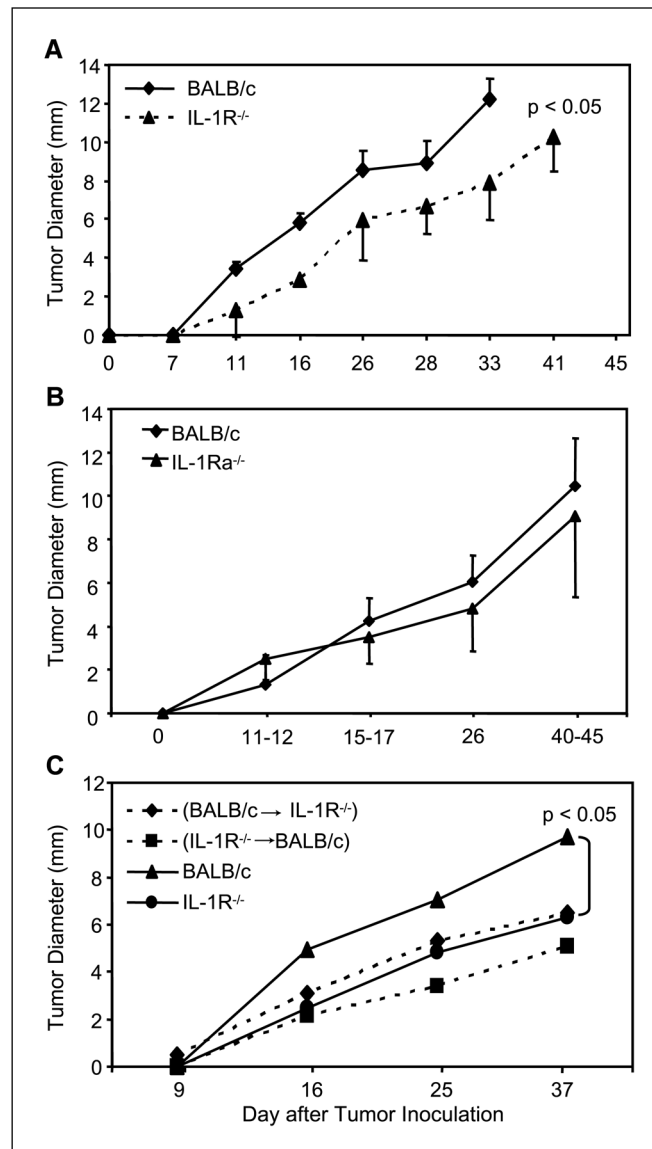 A
Tumor Diameter (mm)
14
12
10
8
6
4
2
0
BALB/c
IL-1R-/-
p < 0.05
0 7 11 16 26 28 33 41 45
B
Tumor Diameter (mm)
14
12
10
8
6
4
2
0
BALB/c
IL-1Ra-/-
0 11-12 15-17 26 40-45
C
Tumor Diameter (mm)
12
10
8
6
4
2
0
(BALB/c → IL-1R-/-)
(IL-1R-/- →BALB/c)
BALB/c
IL-1R-/-
p < 0.05
9 16 25 37
Day after Tumor Inoculation